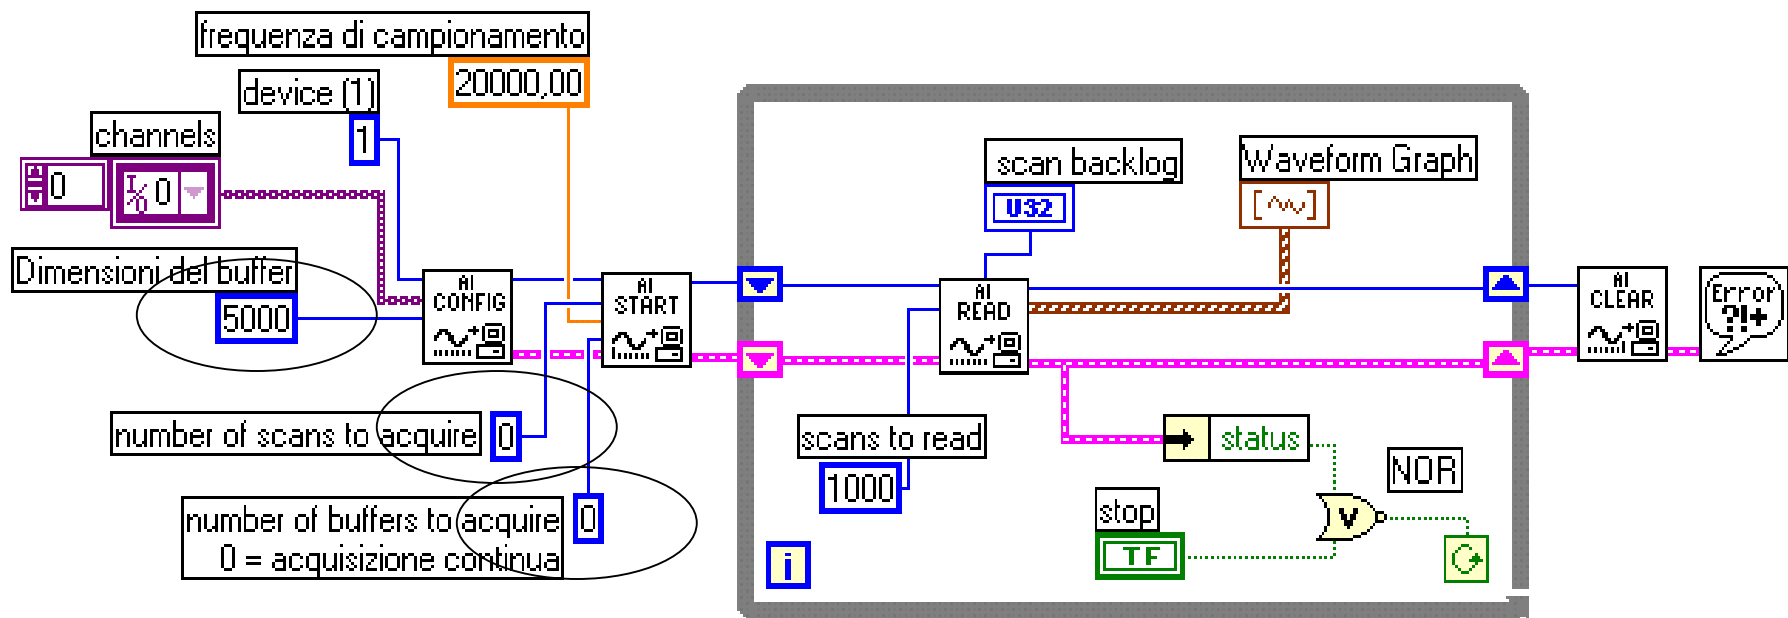 frequenza di campionamento
20000,00
device (1)
1
channels
0
I/O 0
Dimensioni del buffer
5000
AI
CONFIG
AI
START
number of scans to acquire
0
number of buffers to acquire
0 = acquisizione continua
0
scan backlog
U32
Waveform Graph
AI
READ
scans to read
1000
status
NOR
stop
TF
V
i
AI
CLEAR
Error
?!+